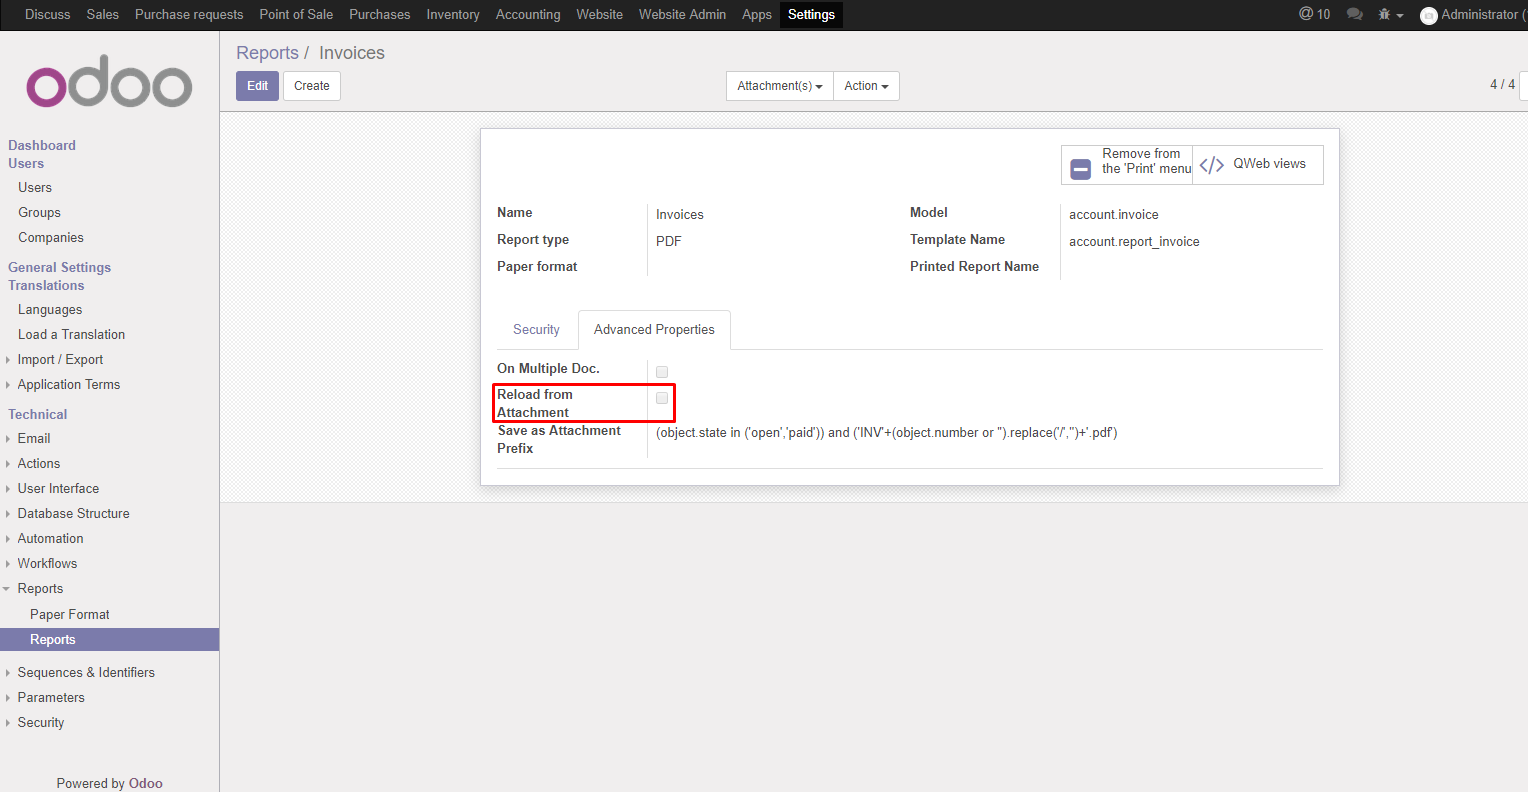 Discuss Sales Purchase requests Point of Sale Purchases Inventory Accounting Website Website Admin Apps Settings @ 10 Administrator (
odoo
Reports / Invoices
Edit Create Attachment(s) Action 4 / 4
Dashboard
Users
Users
Groups
Companies
General Settings
Translations
Languages
Load a Translation
Import / Export
Application Terms
Technical
Email
Actions
User Interface
Database Structure
Automation
Workflows
Reports
Paper Format
Reports
Sequences & Identifiers
Parameters
Security
Powered by Odoo
Remove from
the 'Print' menu
</> QWeb views
Name Invoices
Report type PDF
Paper format
Model account.invoice
Template Name account.report_invoice
Printed Report Name
Security Advanced Properties
On Multiple Doc.
Reload from
Attachment
Save as Attachment
Prefix
(object.state in ('open','paid')) and ('INV'+(object.number or '').replace('/','')+'.pdf')